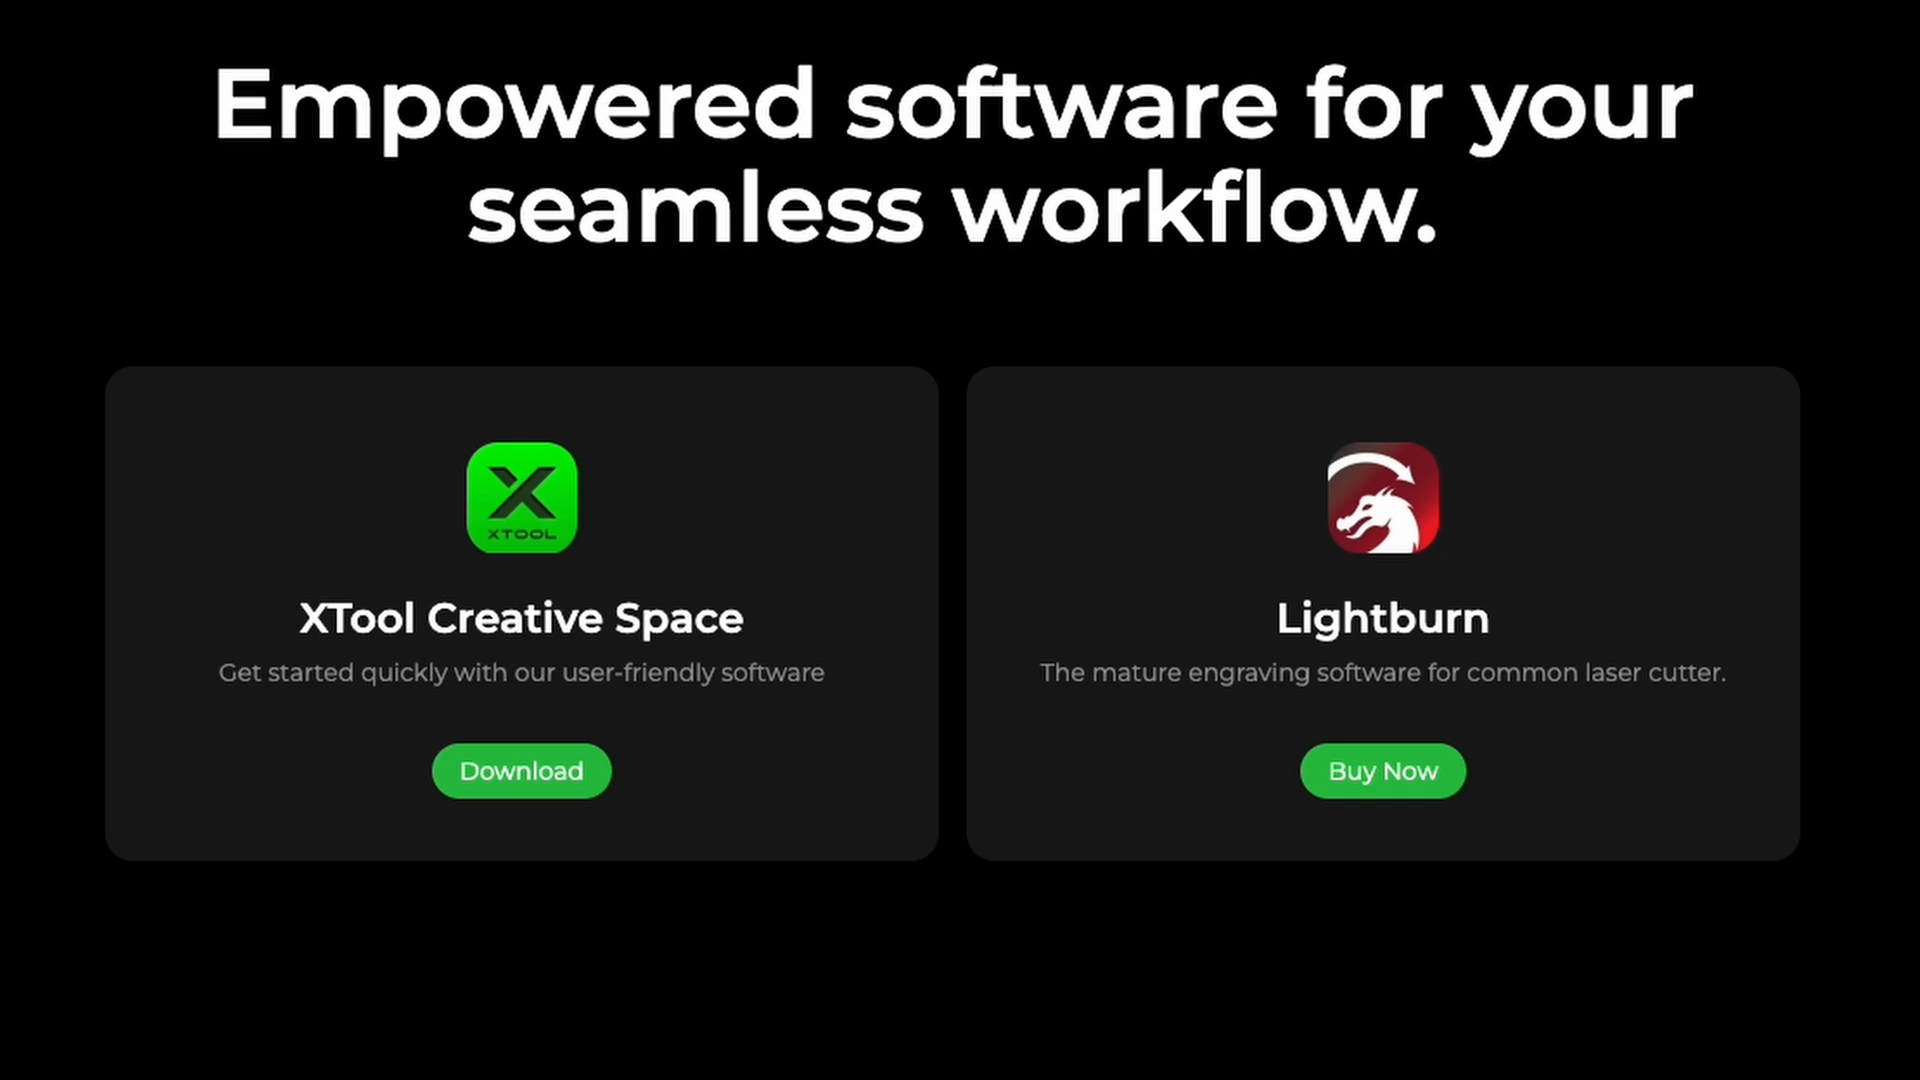 Empowered software for your
seamless workflow.
XTOOL
XTool Creative Space
Get started quickly with our user-friendly software
Download
Lightburn
The mature engraving software for common laser cutter.
Buy Now